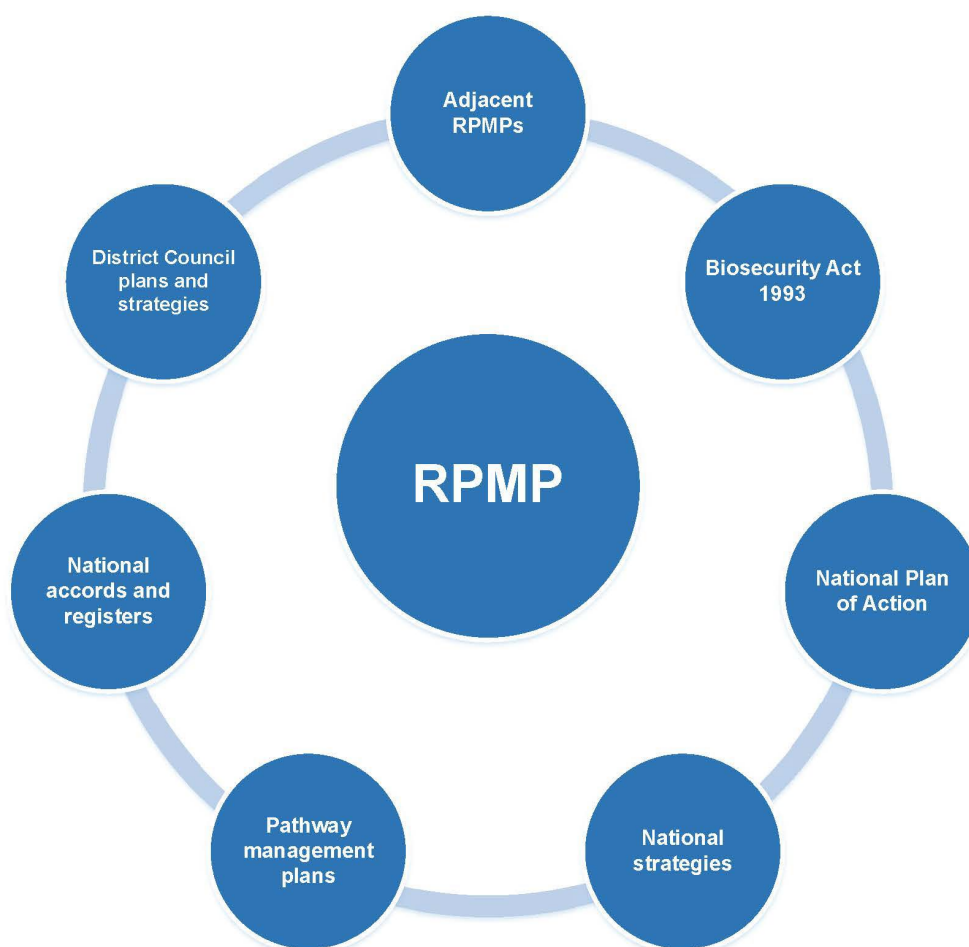 Adjacent
RPMPs
Biosecurity Act
1993
National Plan
of Action
National
strategies
Pathway
management
plans
National
accords and
registers
District Council
plans and
strategies
RPMP